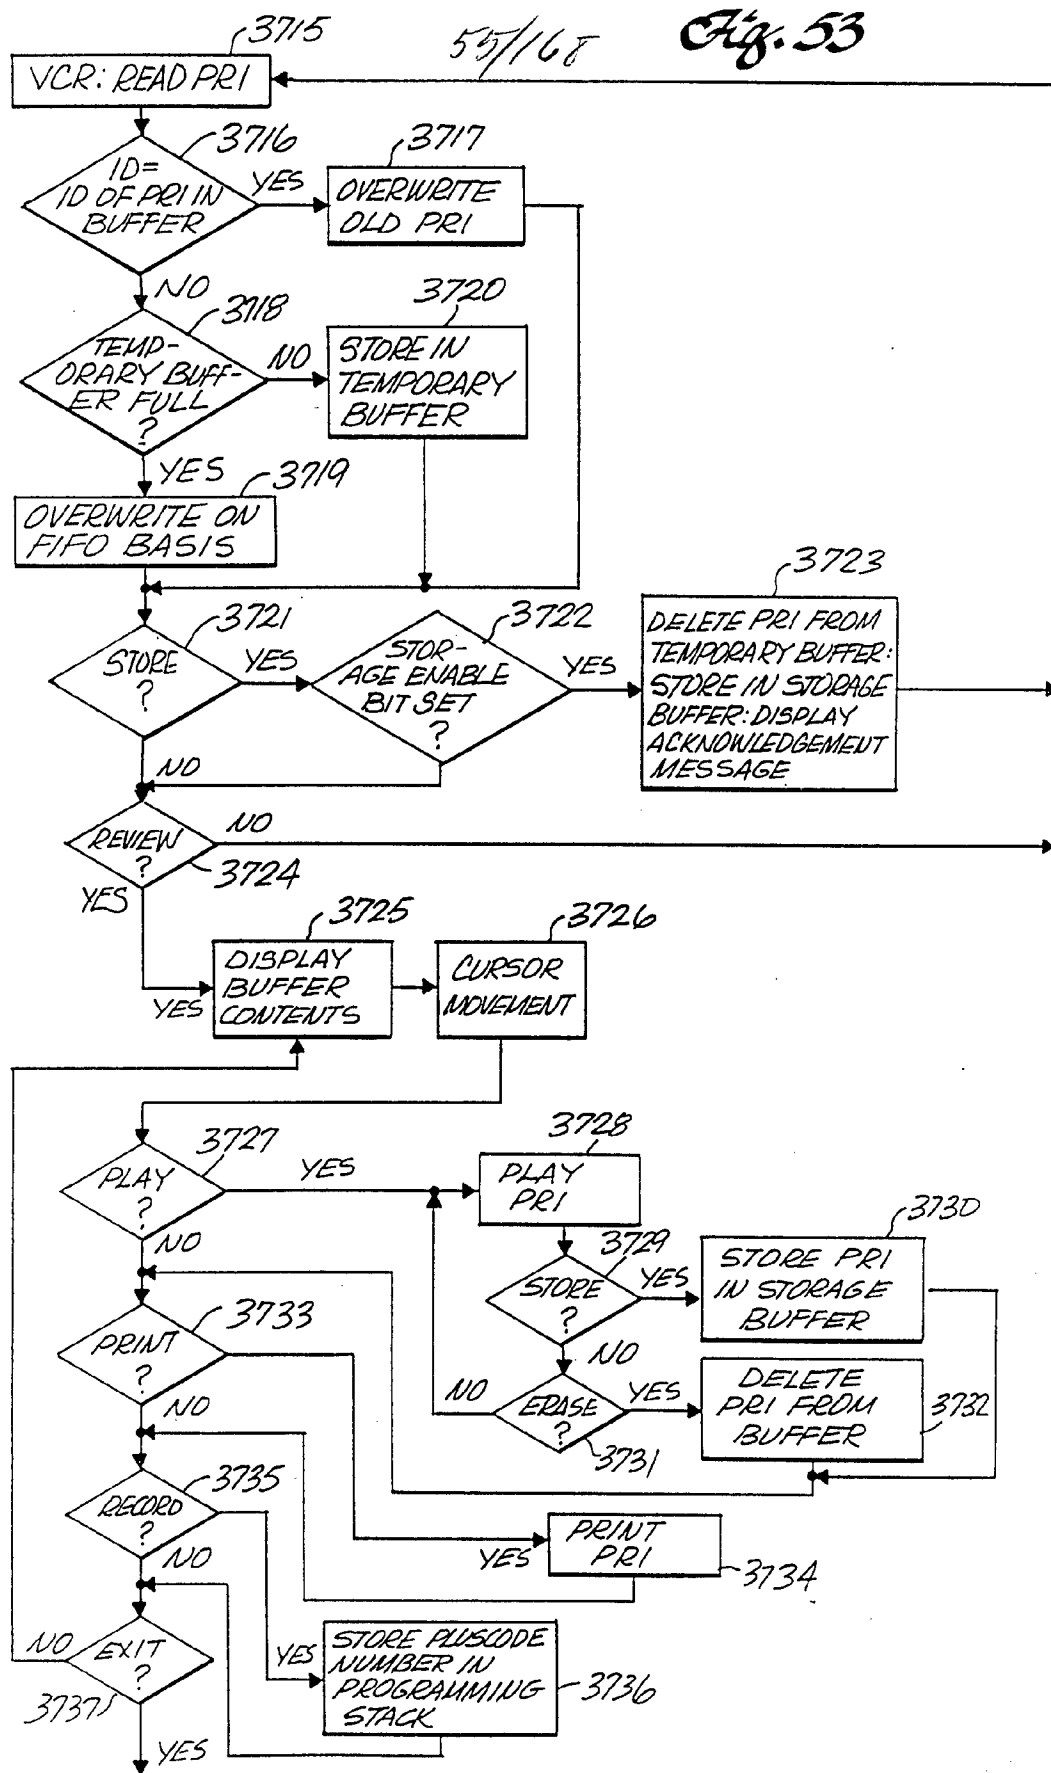 Fig. 53
55/168
3715
VCR: READ PRI
3716
ID=
ID OF PRI IN
BUFFER
YES
3717
OVERWRITE
OLD PRI
NO
3718
TEMP-
ORARY BUFF-
ER FULL
?
NO
3720
STORE IN
TEMPORARY
BUFFER
YES
3719
OVERWRITE ON
FIFO BASIS
3721
STORE
?
YES
3722
STOR-
AGE ENABLE
BIT SET
?
YES
3723
DELETE PRI FROM
TEMPORARY BUFFER:
STORE IN STORAGE
BUFFER: DISPLAY
ACKNOWLEDGEMENT
MESSAGE
NO
REVIEW
?
NO
3724
YES
YES
3725
DISPLAY
BUFFER
CONTENTS
3726
CURSOR
MOVEMENT
3727
PLAY
?
YES
3728
PLAY
PRI
NO
3729
STORE
?
YES
3730
STORE PRI
IN STORAGE
BUFFER
NO
3733
PRINT
?
NO
ERASE
?
3731
YES
DELETE
PRI FROM
BUFFER
3732
NO
3735
RECORD
?
YES
PRINT
PRI
3734
NO
EXIT
?
NO
3737
YES
STORE PLUSCODE
NUMBER IN
PROGRAMMING
STACK
3736
YES